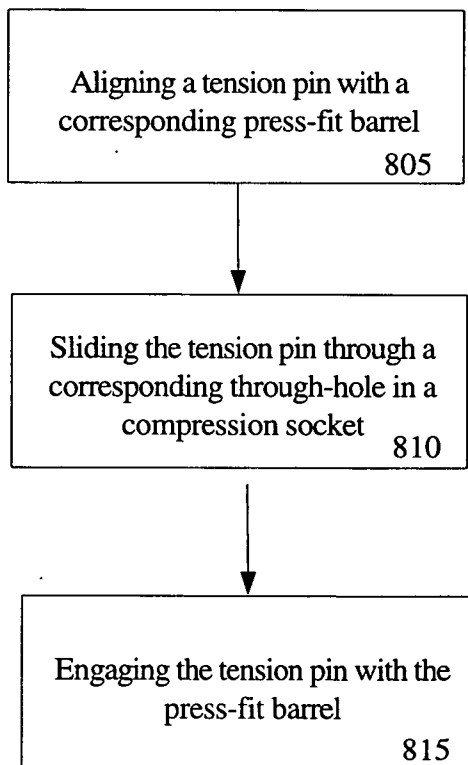 Aligning a tension pin with a
corresponding press-fit barrel
805
Sliding the tension pin through a
corresponding through-hole in a
compression socket
810
Engaging the tension pin with the
press-fit barrel
815